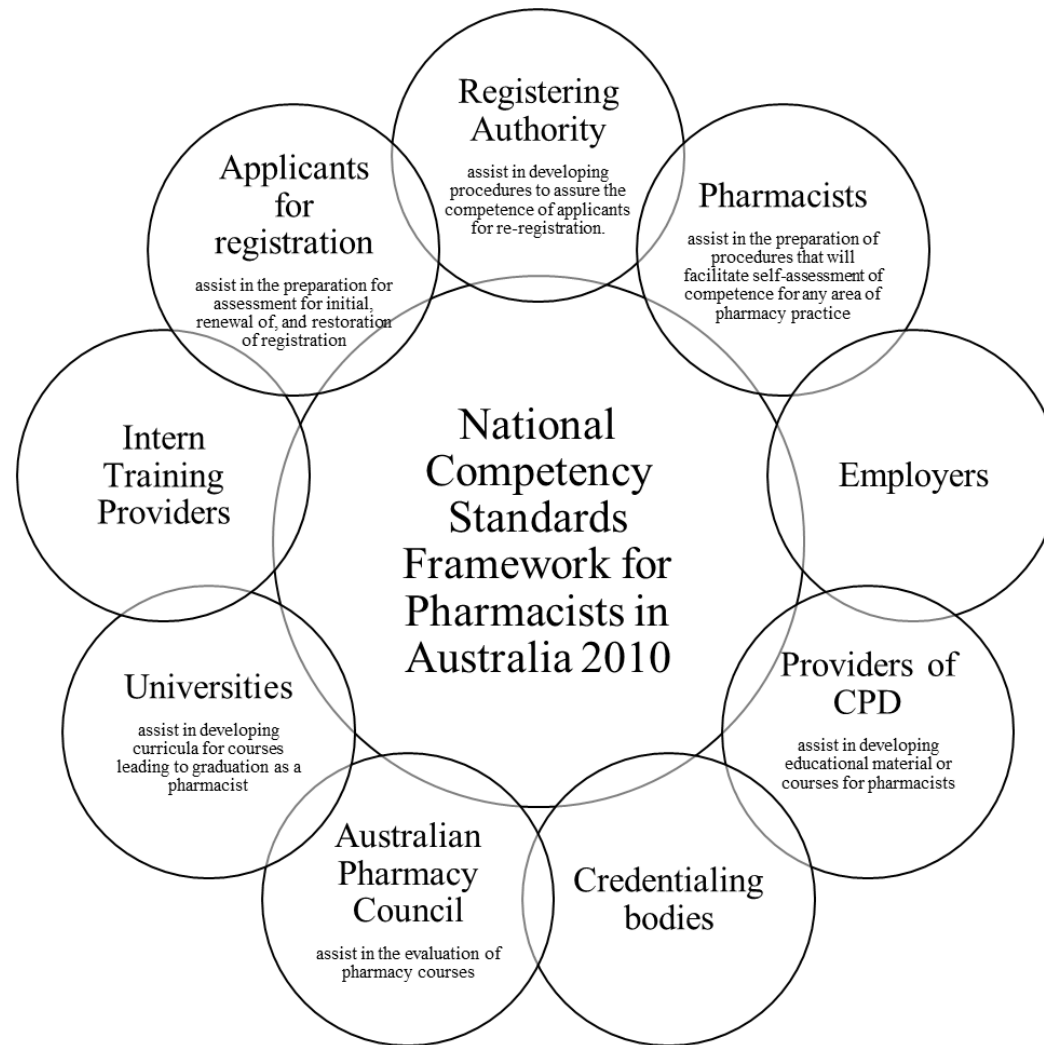 Registering
Authority
assist in developing
procedures to assure the
competence of applicants
for re-registration.
Pharmacists
assist in the preparation of
procedures that will
facilitate self-assessment of
competence for any area of
pharmacy practice
Employers
Providers of
CPD
assist in developing
educational material or
courses for pharmacists
Credentialing
bodies
Australian
Pharmacy
Council
assist in the evaluation of
pharmacy courses
Universities
assist in developing
curricula for courses
leading to graduation as a
pharmacist
Intern
Training
Providers
Applicants
for
registration
assist in the preparation for
assessment for initial,
renewal of, and restoration
of registration
National
Competency
Standards
Framework for
Pharmacists in
Australia 2010